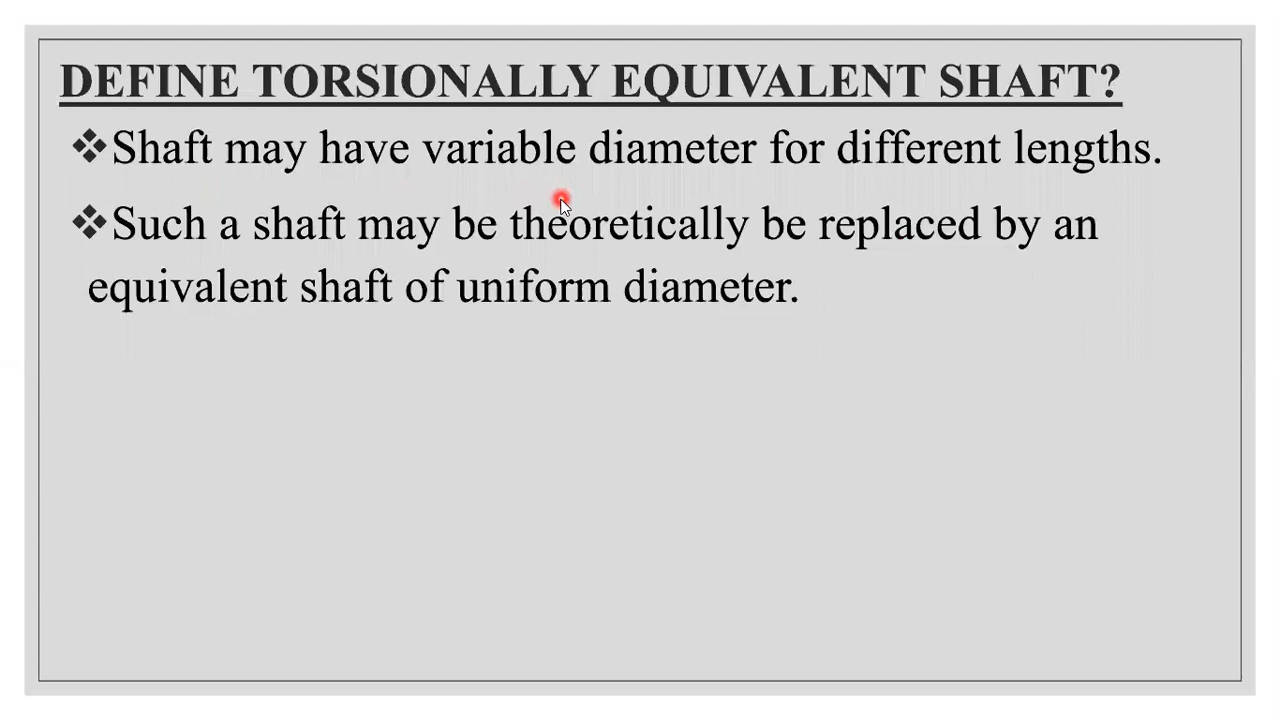 DEFINE TORSIONALLY EQUIVALENT SHAFT?
❖Shaft may have variable diameter for different lengths.
❖Such a shaft may be theoretically be replaced by an
equivalent shaft of uniform diameter.